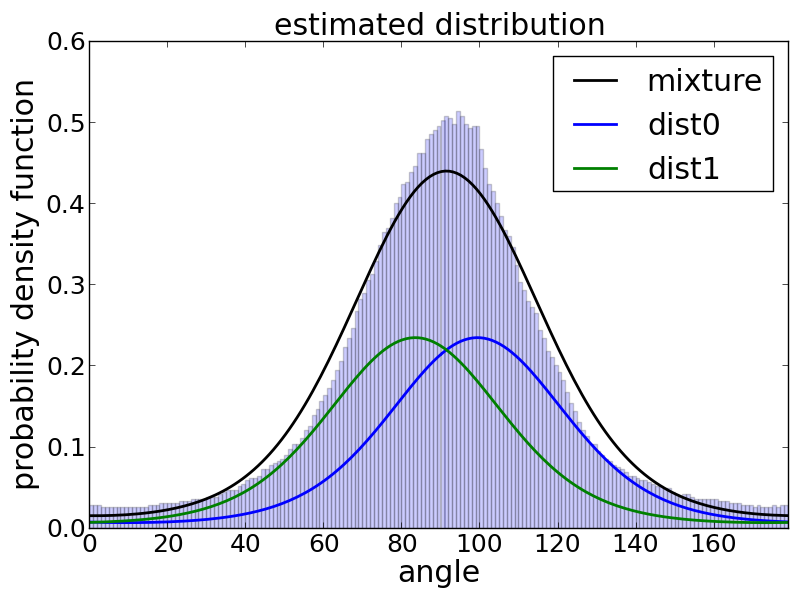 estimated distribution
probability density function
0.6
0.5
0.4
0.3
0.2
0.1
0.0
mixture
dist0
dist1
0 20 40 60 80 100 120 140 160
angle